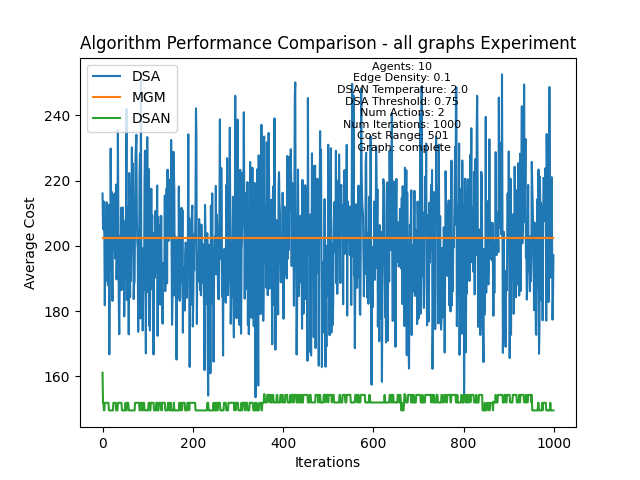 Algorithm Performance Comparison - all graphs Experiment
DSA
MGM
DSAN
Agents: 10
Edge Density: 0.1
DSAN Temperature: 2.0
DSA Threshold: 0.75
Num Actions: 2
Num Iterations: 1000
Cost Range: 501
Graph: complete
Average Cost
240
220
200
180
160
0
200
400
600
800
1000
Iterations